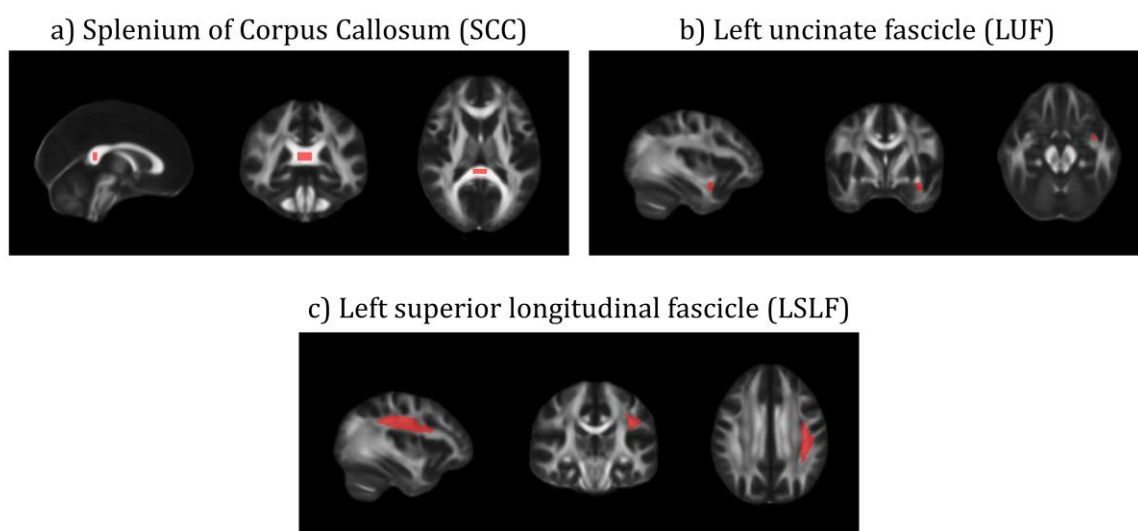 a) Splenium of Corpus Callosum (SCC)
b) Left uncinate fascicle (LUF)
c) Left superior longitudinal fascicle (LSLF)